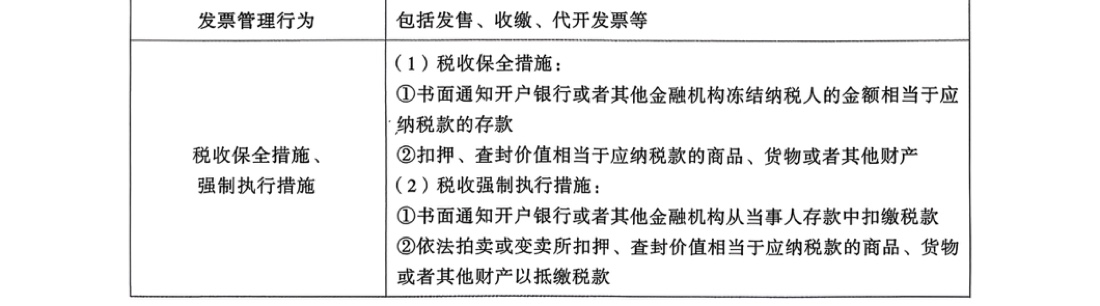 发票管理行为
包括发售、收缴、代开发票等
税收保全措施、
强制执行措施
（1）税收保全措施：
①书面通知开户银行或者其他金融机构冻结纳税人的金额相当于应
纳税款的存款
②扣押、查封价值相当于应纳税款的商品、货物或者其他财产
（2）税收强制执行措施：
①书面通知开户银行或者其他金融机构从当事人存款中扣缴税款
②依法拍卖或变卖所扣押、查封价值相当于应纳税款的商品、货物
或者其他财产以抵缴税款